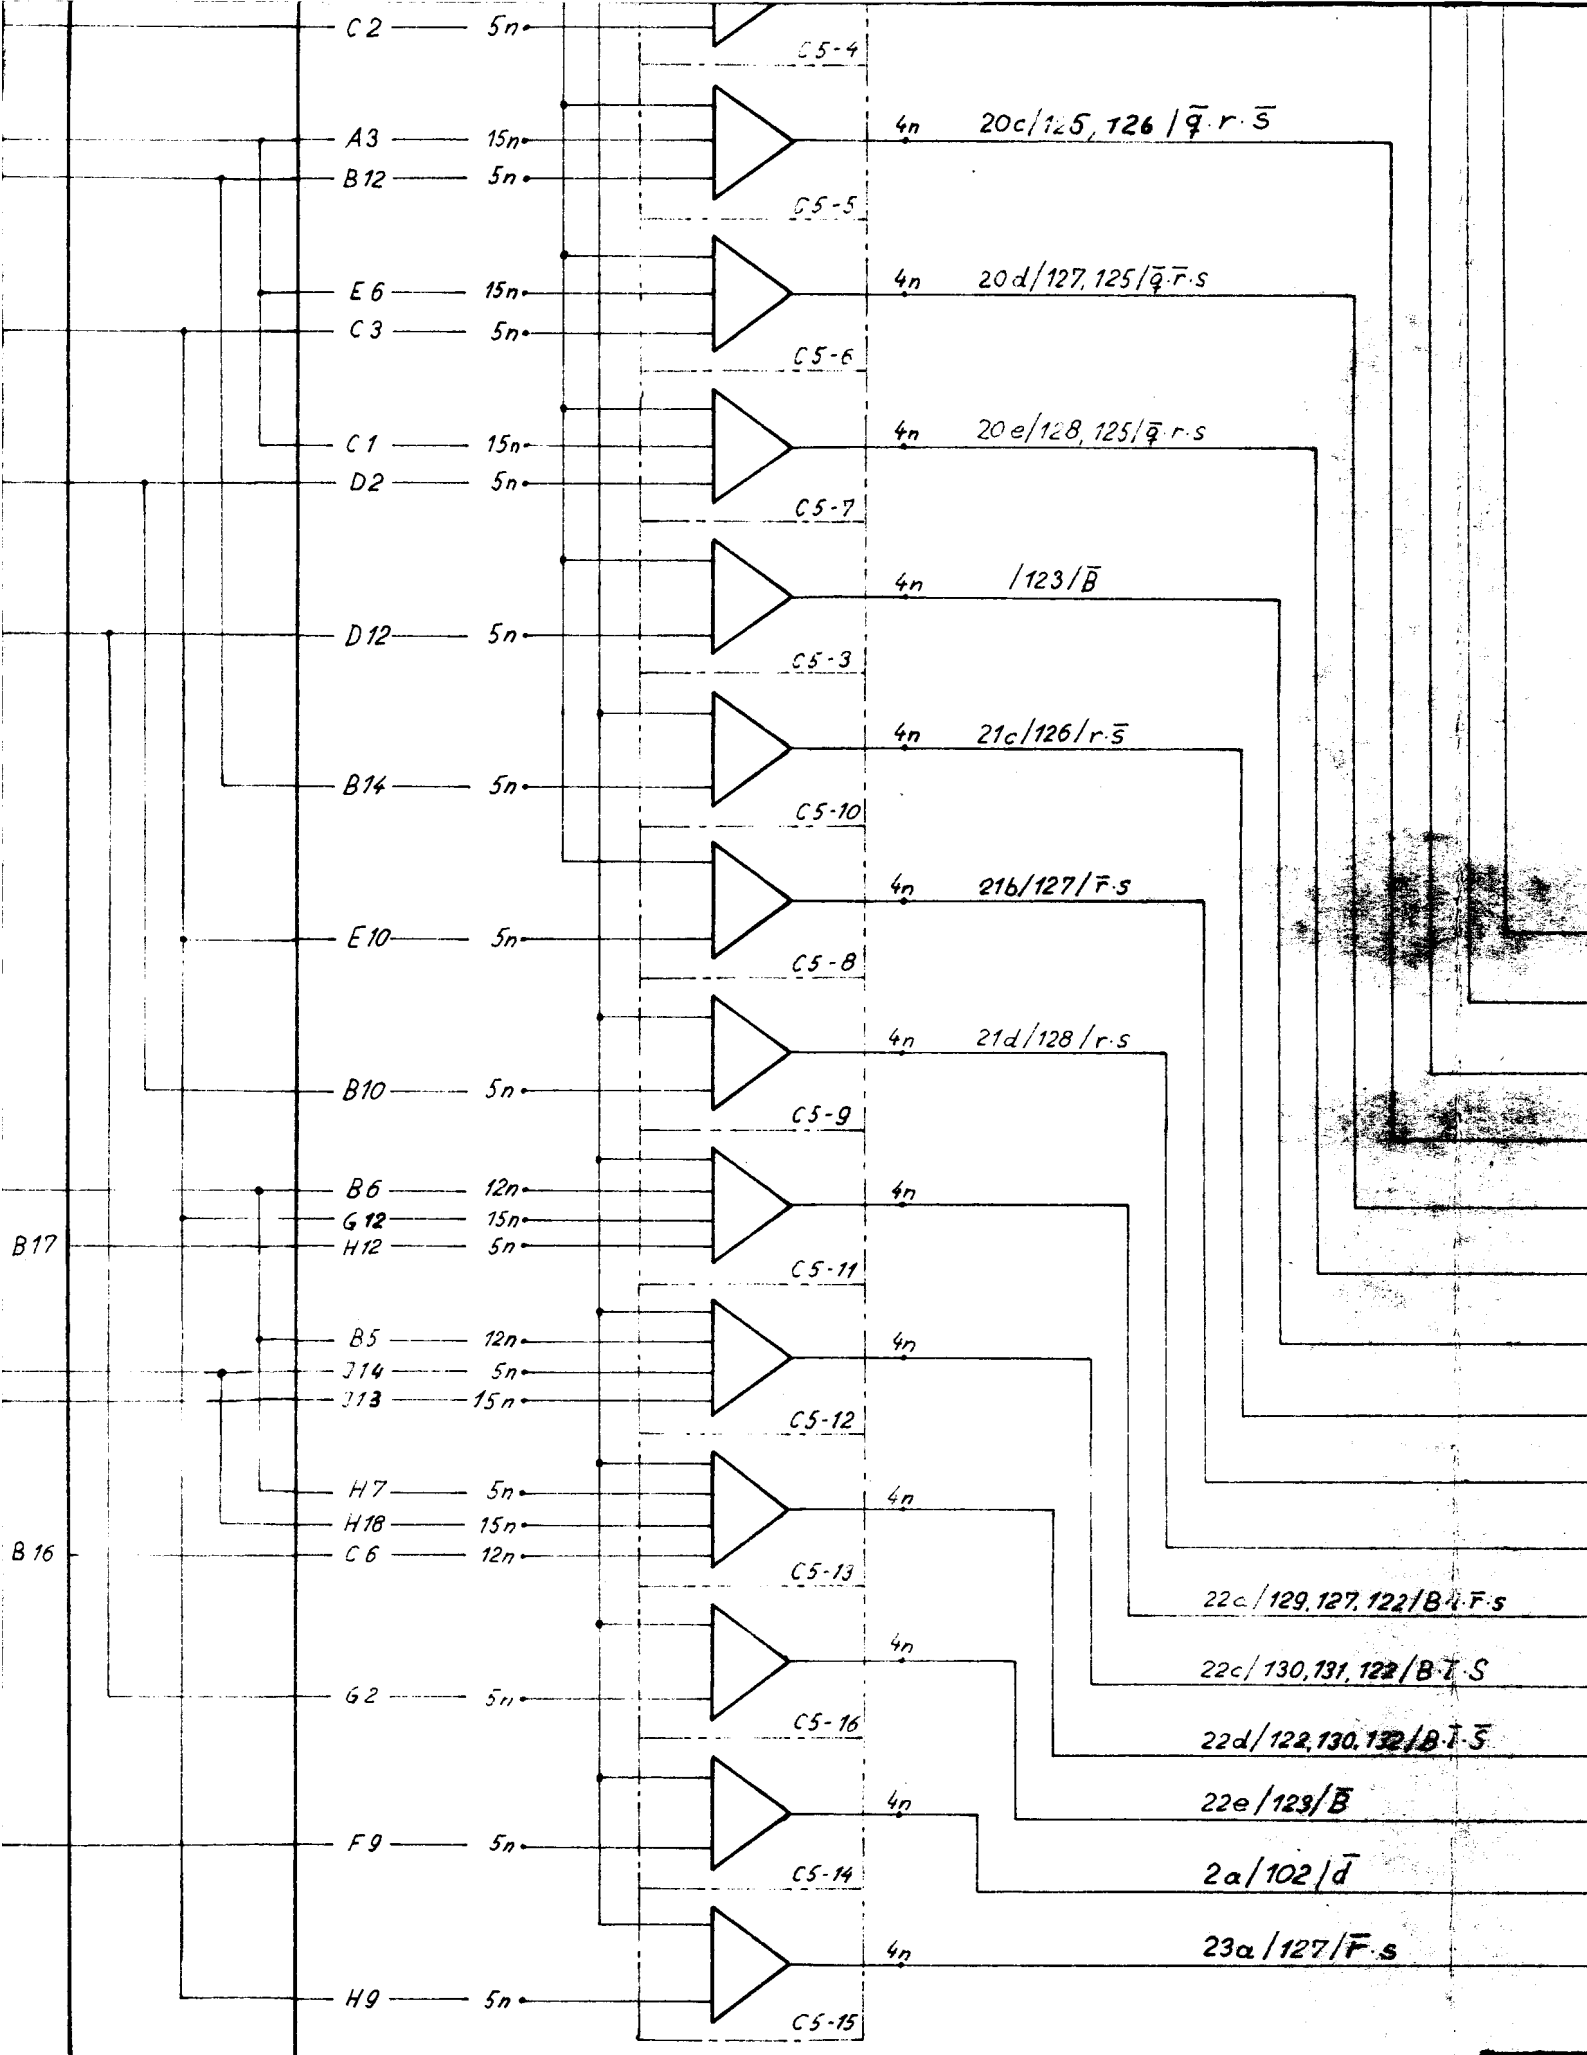 C2 5n
C5-4
A3 15n 4n 20c/125, 126/q̅·r·s̅
B12 5n
C5-5
E6 15n 4n 20d/127, 125/q̅·r̅·s
C3 5n
C5-6
C1 15n 4n 20e/128, 125/q̅·r·s
D2 5n
C5-7
4n /123/B̅
D12 5n
C5-3
4n 21c/126/r·s̅
B14 5n
C5-10
4n 21b/127/r̅·s
E10 5n
C5-8
4n 21d/128/r·s
B10 5n
C5-9
B6 12n 4n
G12 15n
B17 H12 5n
C5-11
B5 12n 4n
J14 5n
J13 15n
C5-12
H7 5n 4n
H18 15n
B16 C6 12n
C5-13
22a/129, 127, 122/B r̅·s
4n
22c/130, 131, 122/B
G2 5n
C5-16
22d/122, 130, 132/B
4n 22e/123/B̅
F9 5n
C5-14
2a/102/d̅
4n 23a/127/r̅·s
H9 5n
C5-15